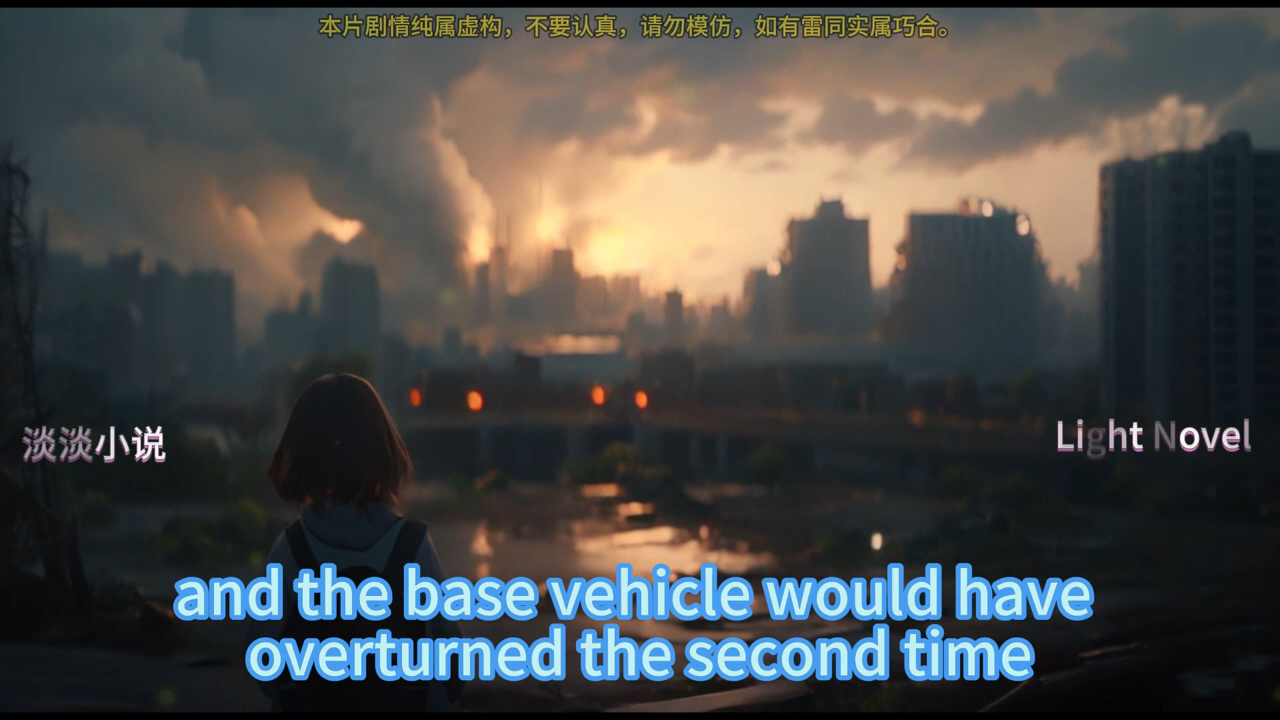 本片剧情纯属虚构，不要认真，请勿模仿，如有雷同实属巧合。
淡淡小说
Light Novel
and the base vehicle would have
overturned the second time